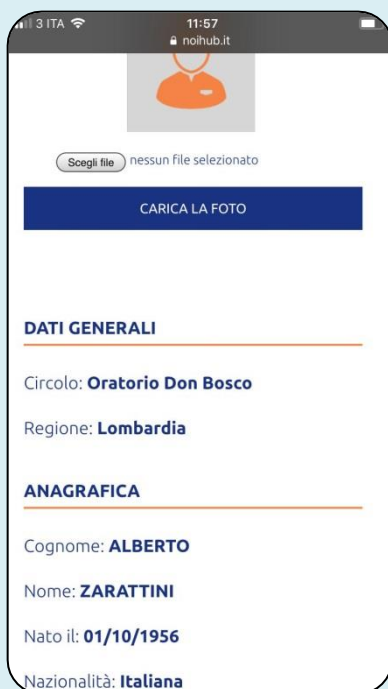 3 ITA 11:57
noihub.it
Scegli file nessun file selezionato
CARICA LA FOTO
DATI GENERALI
Circolo: Oratorio Don Bosco
Regione: Lombardia
ANAGRAFICA
Cognome: ALBERTO
Nome: ZARATTINI
Nato il: 01/10/1956
Nazionalità: Italiana